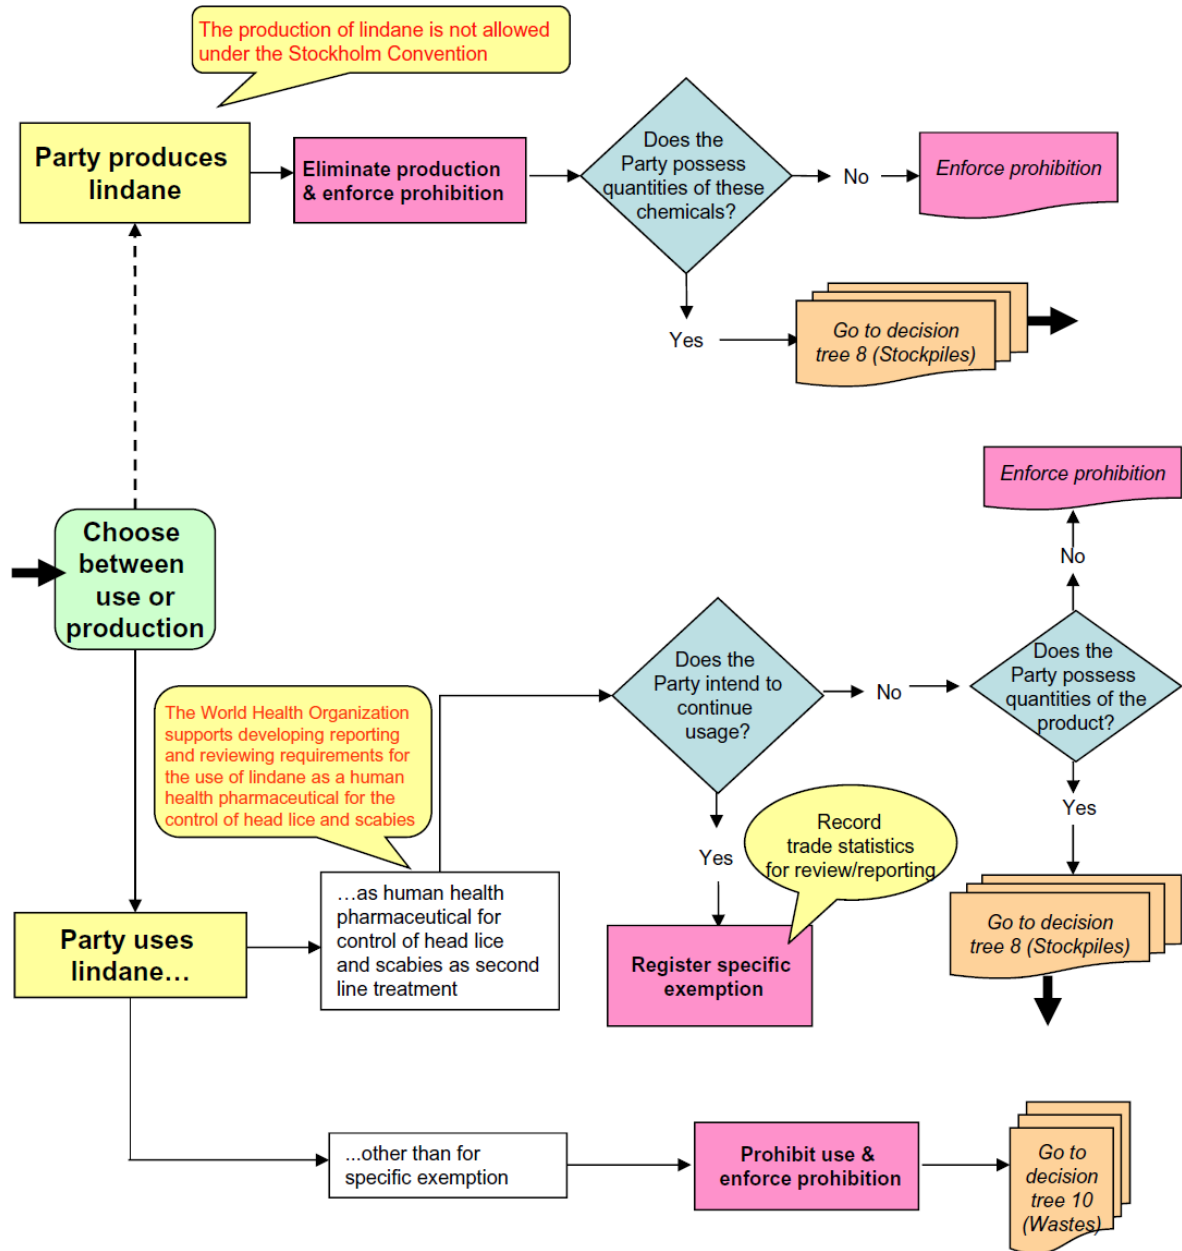 The production of lindane is not allowed
under the Stockholm Convention
Party produces
lindane
Eliminate production
& enforce prohibition
Does the
Party possess
quantities of these
chemicals?
No
Enforce prohibition
Yes
Go to decision
tree 8 (Stockpiles)
Enforce prohibition
No
Choose
between
use or
production
Does the
Party intend to
continue
usage?
No
Does the
Party possess
quantities of the
product?
The World Health Organization
supports developing reporting
and reviewing requirements for
the use of lindane as a human
health pharmaceutical for the
control of head lice and scabies
Yes
Record
trade statistics
for review/reporting
Yes
…as human health
pharmaceutical for
control of head lice
and scabies as second
line treatment
Party uses
lindane…
Register specific
exemption
Go to decision
tree 8 (Stockpiles)
...other than for
specific exemption
Prohibit use &
enforce prohibition
Go to
decision
tree 10
(Wastes)